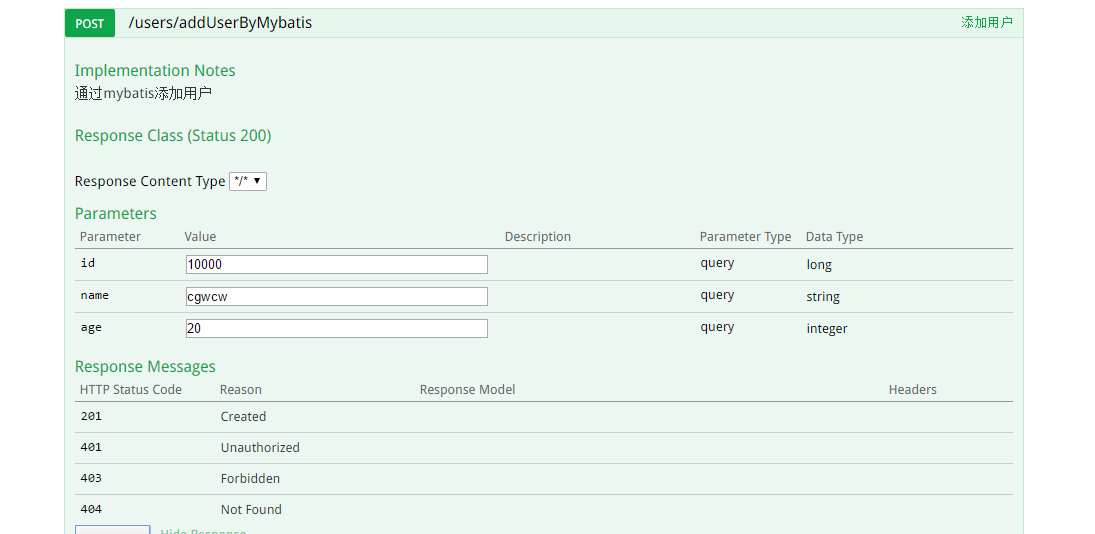 POST /users/addUserByMybatis 添加用户
Implementation Notes
通过mybatis添加用户
Response Class (Status 200)
Response Content Type */* ▼
Parameters
Parameter Value Description Parameter Type Data Type
id 10000 query long
name cgwcw query string
age 20 query integer
Response Messages
HTTP Status Code Reason Response Model Headers
201 Created
401 Unauthorized
403 Forbidden
404 Not Found
Hide Response